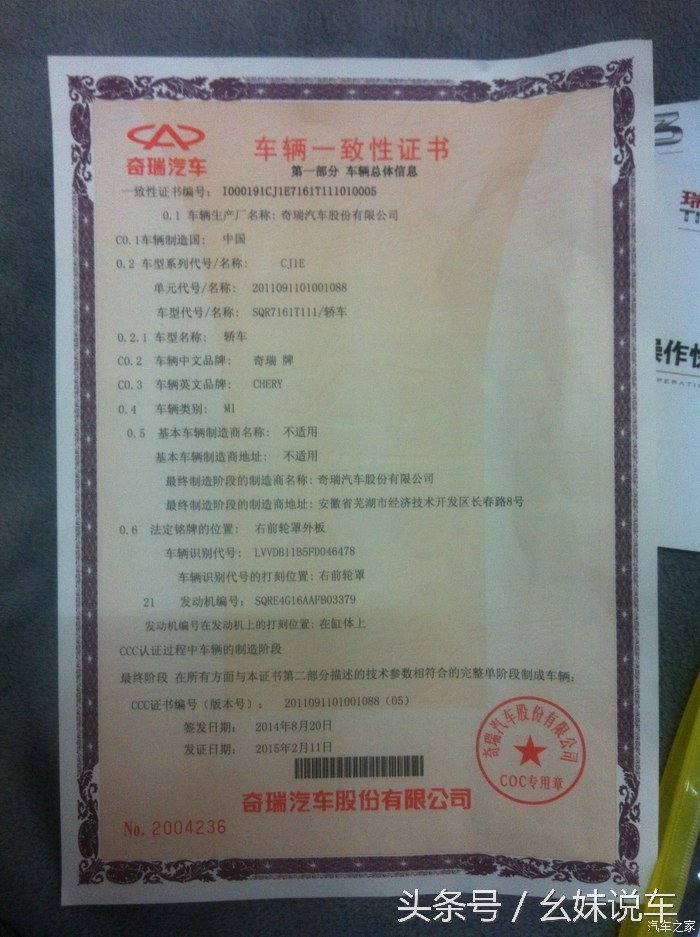 奇瑞汽车
车辆一致性证书
第一部分 车辆总体信息
一致性证书编号: I000191CJ1E7161T111010005
0.1 车辆生产厂名称: 奇瑞汽车股份有限公司
C0.1车辆制造国: 中国
0.2 车型系列代号/名称: CJ1E
单元代号/名称: 2011091101001088
车型代号/名称: SQR7161T111/轿车
0.2.1 车型名称: 轿车
C0.2 车辆中文品牌: 奇瑞 牌
C0.3 车辆英文品牌: CHERY
0.4 车辆类别: M1
0.5 基本车辆制造商名称: 不适用
基本车辆制造商地址: 不适用
最终制造阶段的制造商名称: 奇瑞汽车股份有限公司
最终制造阶段的制造商地址: 安徽省芜湖市经济技术开发区长春路8号
0.6 法定铭牌的位置: 右前轮罩外板
车辆识别代号: LVVDB11B5FD046478
车辆识别代号的打刻位置: 右前轮罩
21 发动机编号: SQRE4G16AAFB03379
发动机编号在发动机上的打刻位置: 在缸体上
CCC认证过程中车辆的制造阶段
最终阶段 在所有方面与本证书第二部分描述的技术参数相符合的完整单阶段制成车辆;
CCC证书编号（版本号）: 2011091101001088（05）
签发日期: 2014年8月20日
发证日期: 2015年2月11日
奇瑞汽车股份有限公司
COC专用章
奇瑞汽车股份有限公司
No. 2004236
瑞
操作
头条号 / 幺妹说车
汽车之家